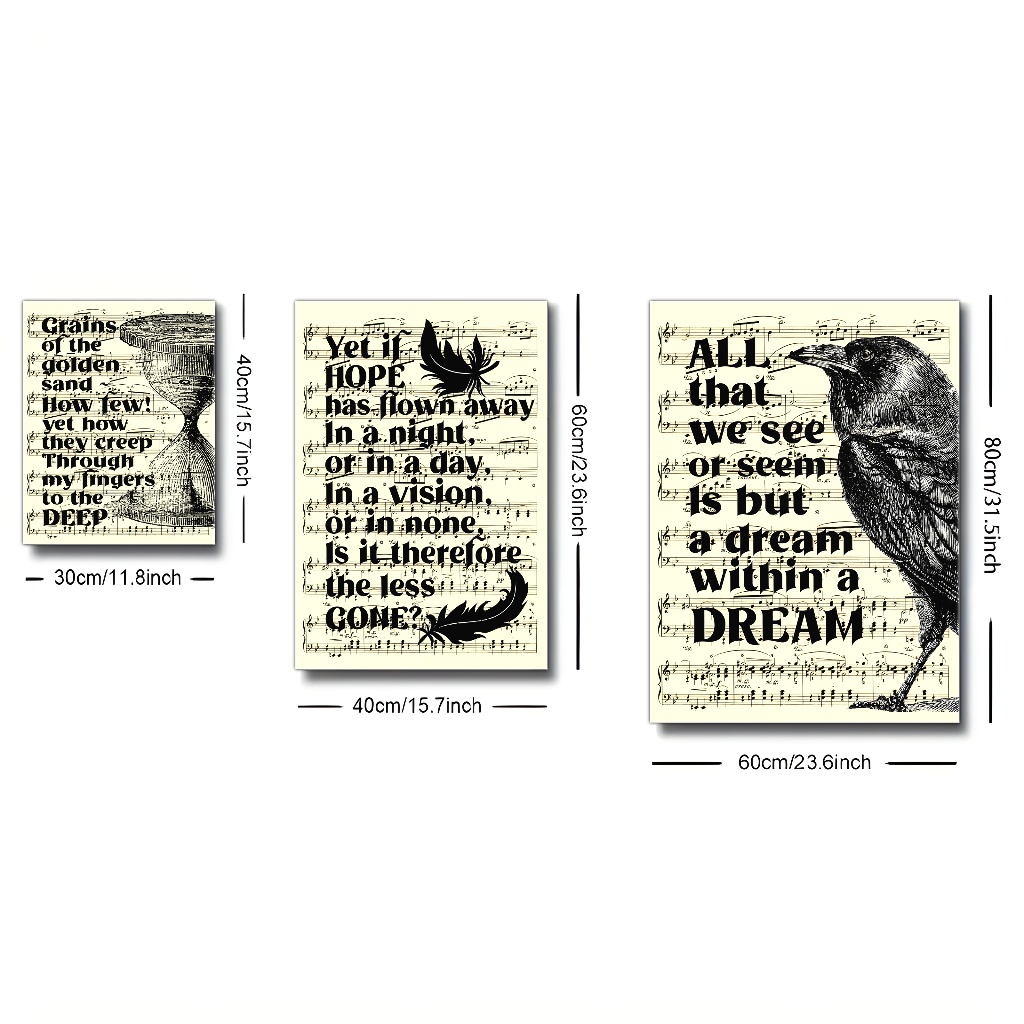 Grains
of the
golden
sand
How few!
yet how
they creep
Through
my fingers
to the
DEEP
40cm/15.7inch
30cm/11.8inch
Yet if
HOPE
has flown away
In a night,
or in a day,
In a vision,
or in none,
Is it therefore
the less
GONE?
60cm/23.6inch
40cm/15.7inch
ALL
that
we see
or seem
Is but
a dream
within a
DREAM
80cm/31.5inch
60cm/23.6inch